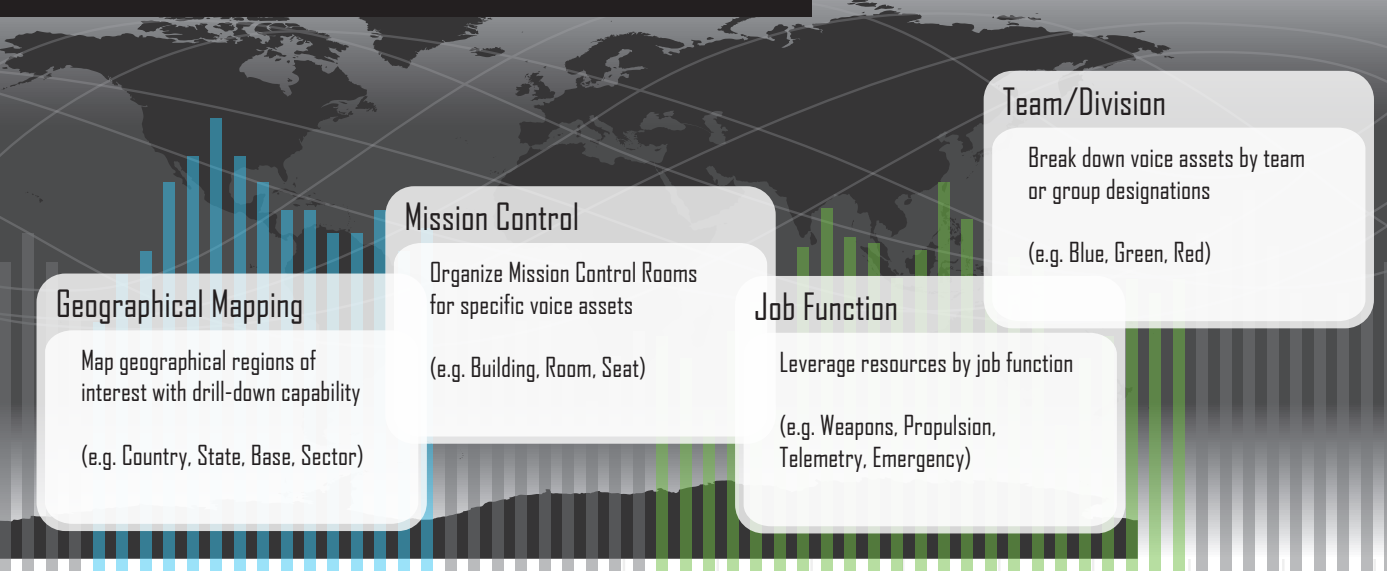 Geographical Mapping
Map geographical regions of
interest with drill-down capability
(e.g. Country, State, Base, Sector)
Mission Control
Organize Mission Control Rooms
for specific voice assets
(e.g. Building, Room, Seat)
Job Function
Leverage resources by job function
(e.g. Weapons, Propulsion,
Telemetry, Emergency)
Team/Division
Break down voice assets by team
or group designations
(e.g. Blue, Green, Red)